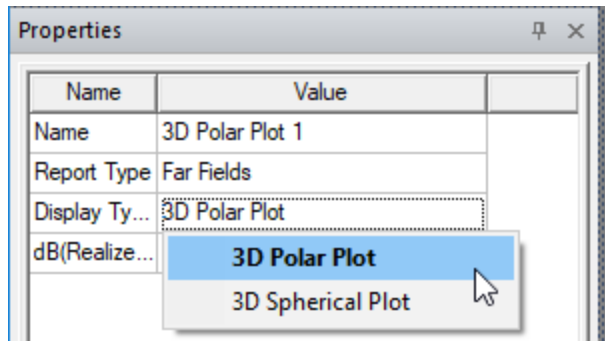 Properties
Name Value
Name 3D Polar Plot 1
Report Type Far Fields
Display Ty... 3D Polar Plot
dB(Realize...
3D Polar Plot
3D Spherical Plot